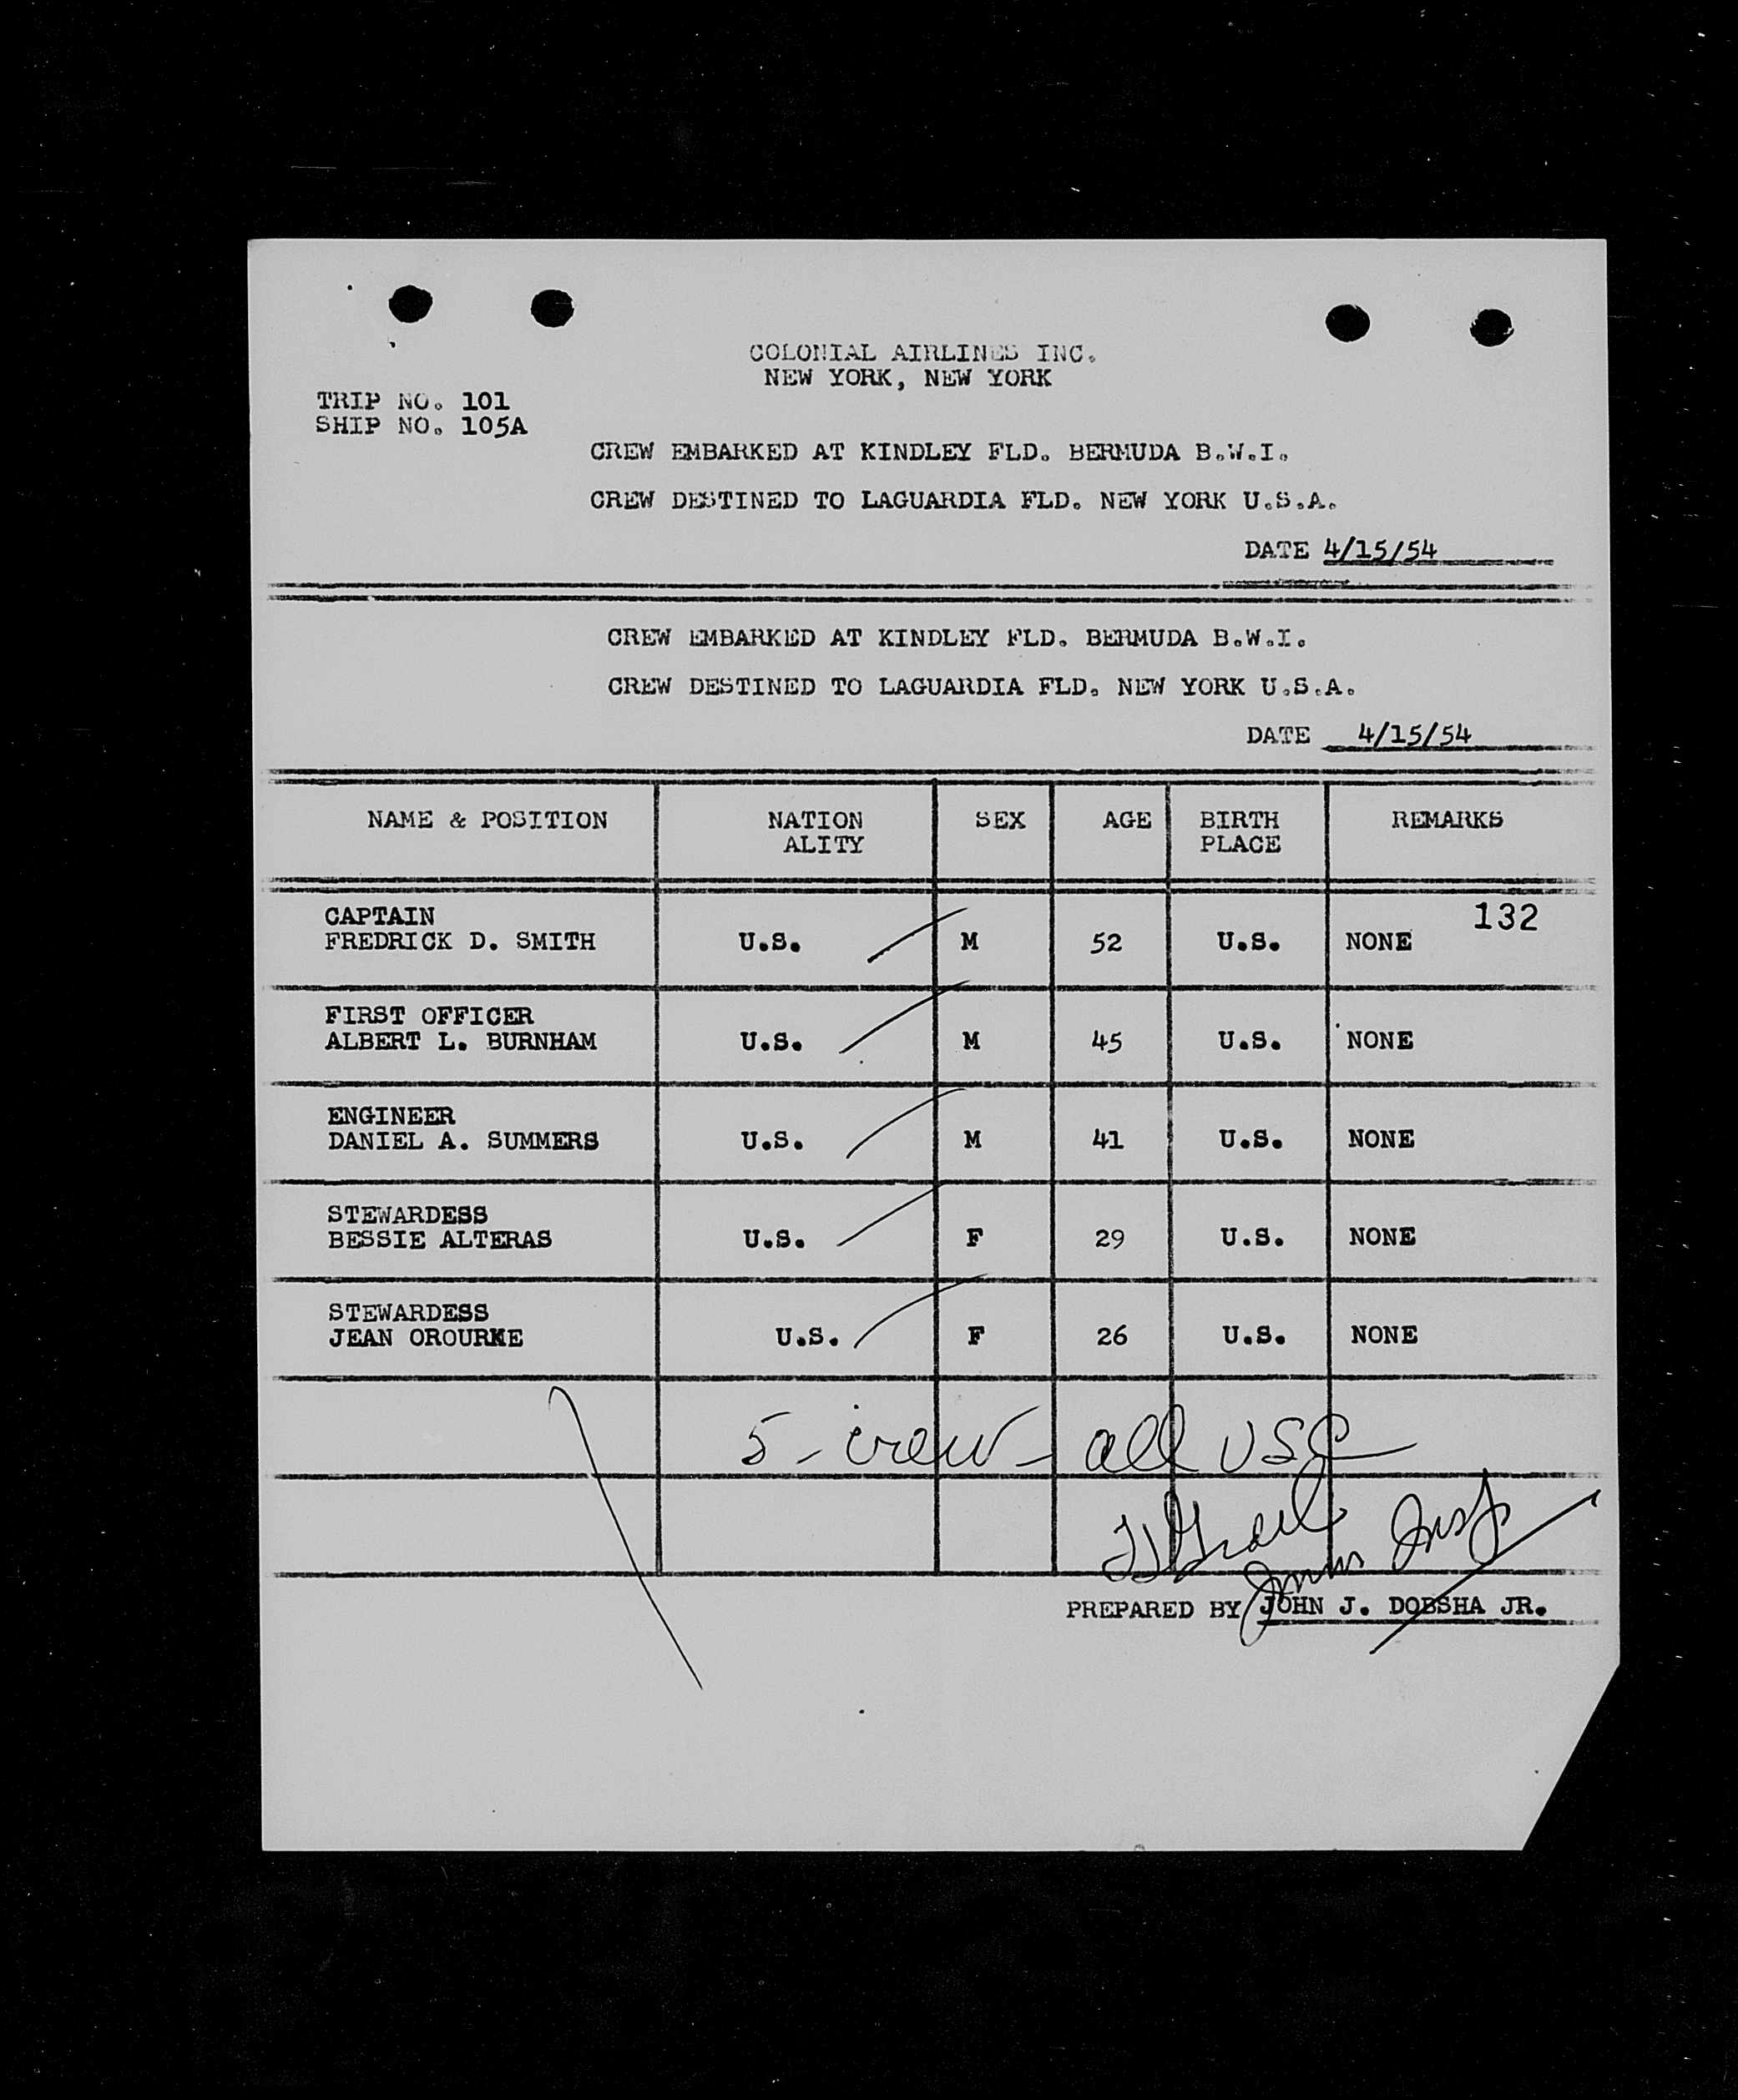 COLONIAL AIRLINES INC.
NEW YORK, NEW YORK
TRIP NO. 101
SHIP NO. 105A
CREW EMBARKED AT KINDLEY FLD. BERMUDA B.W.I.
CREW DESTINED TO LAGUARDIA FLD. NEW YORK U.S.A.
DATE 4/15/54
CREW EMBARKED AT KINDLEY FLD. BERMUDA B.W.I.
CREW DESTINED TO LAGUARDIA FLD. NEW YORK U.S.A.
DATE 4/15/54
NAME & POSITION NATION SEX AGE BIRTH REMARKS
ALITY PLACE
CAPTAIN 132
FREDRICK D. SMITH U.S. M 52 U.S. NONE
FIRST OFFICER
ALBERT L. BURNHAM U.S. M 45 U.S. NONE
ENGINEER
DANIEL A. SUMMERS U.S. M 41 U.S. NONE
STEWARDESS
BESSIE ALTERAS U.S. F 29 U.S. NONE
STEWARDESS
JEAN OROURKE U.S. F 26 U.S. NONE
5 - crew - all USC
Imm Insp
PREPARED BY JOHN J. DOBSHA JR.